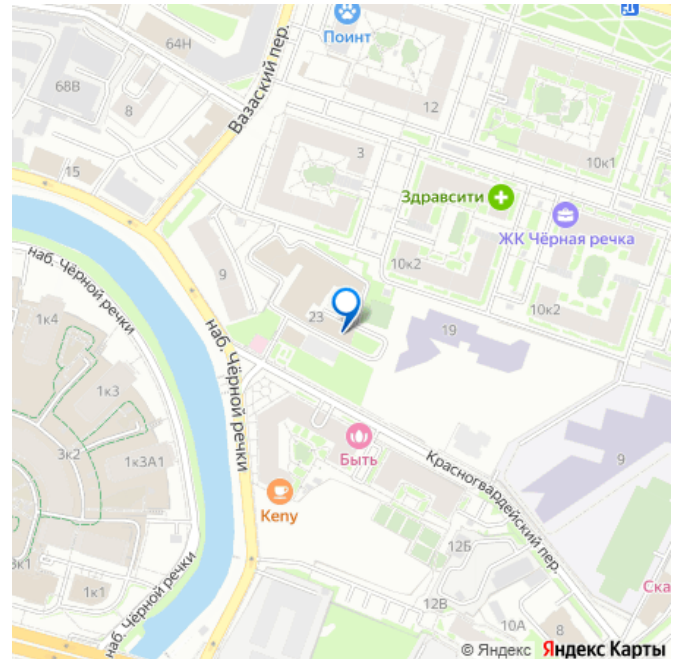 Поинт
64Н
Вазаский пер.
68В
8
12
3
15
10к1
Здравсити
ЖК Чёрная речка
наб. Чёрной речки
9
10к2
10к2
1к4
23
19
наб. Чёрной речки
1к3
3к2
1к3А1
Быть
Красногвардейский пер.
9
Keny
12Б
3к1
1к1
наб. Чёрной речки
12В
10А
8
Ска
© Яндекс Яндекс Карты